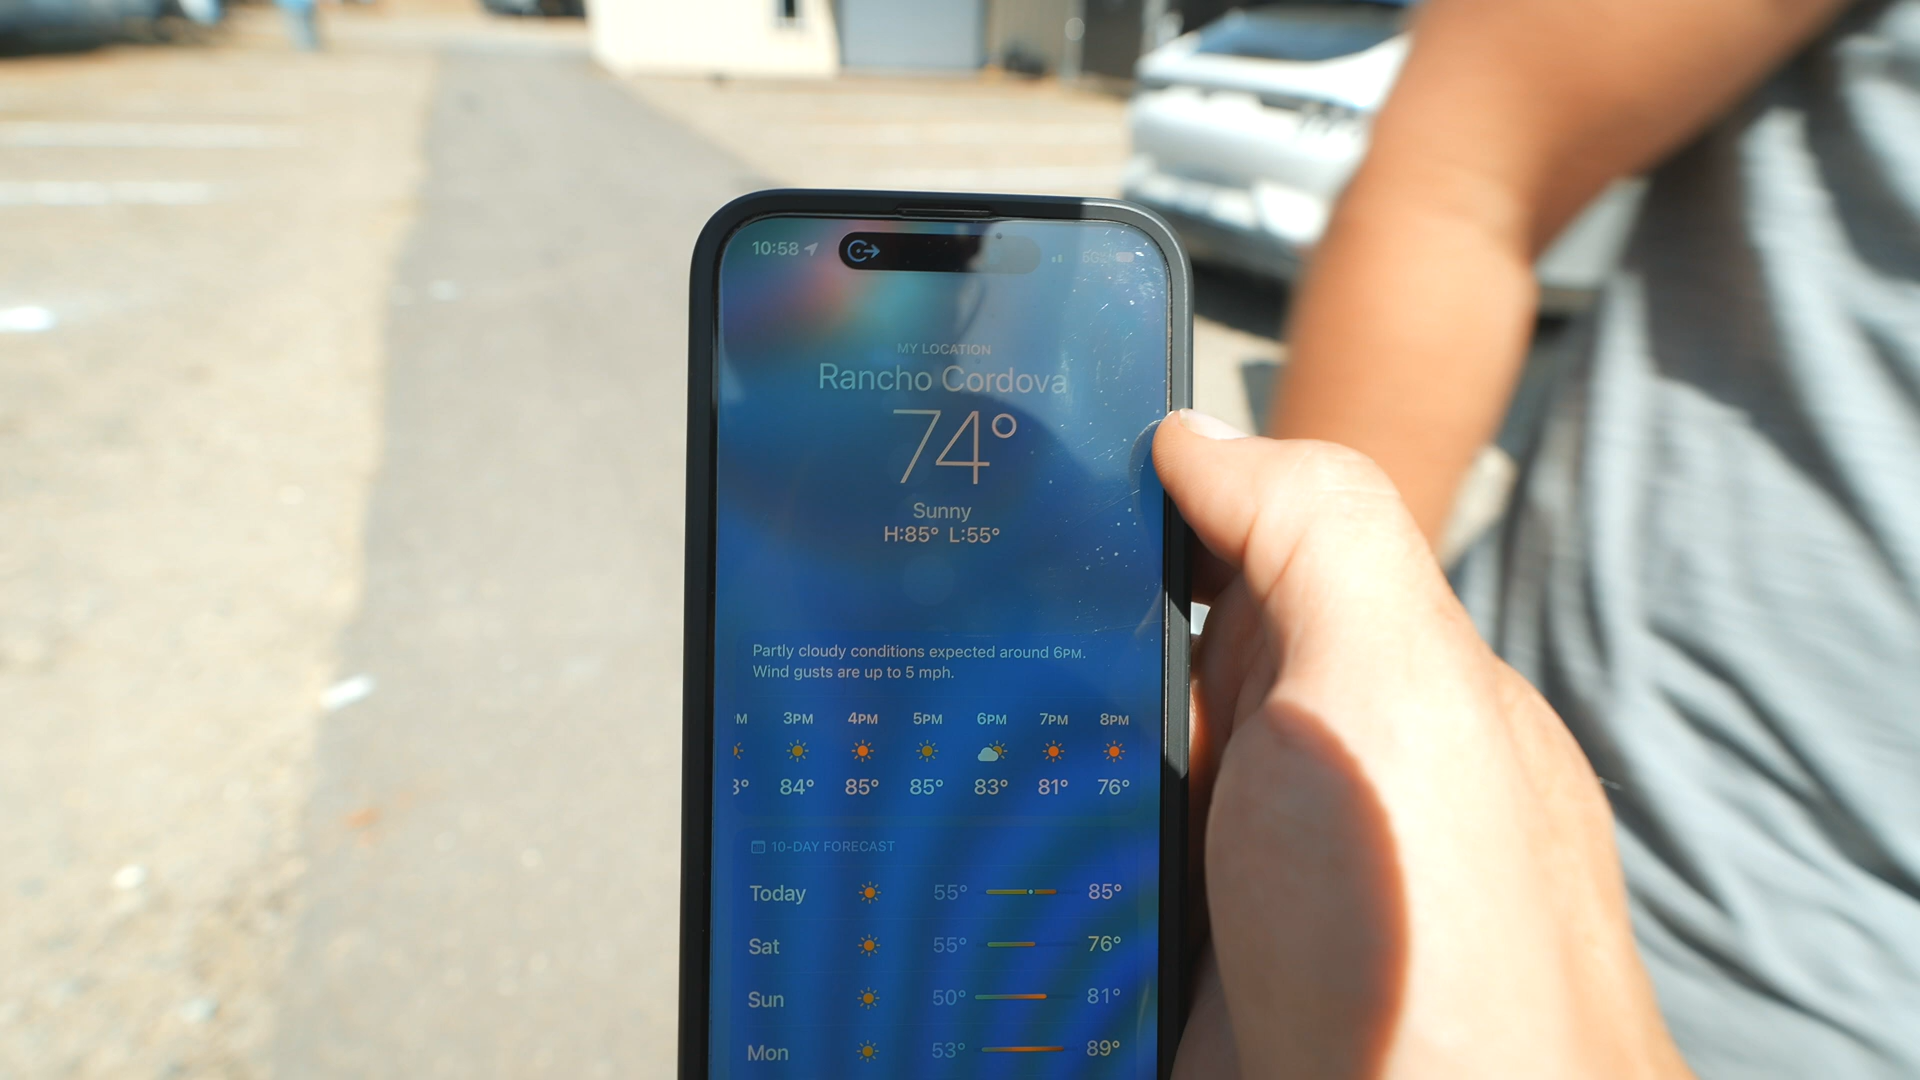 10:58
5G
MY LOCATION
Rancho Cordova
74°
Sunny
H:85° L:55°
Partly cloudy conditions expected around 6PM.
Wind gusts are up to 5 mph.
M 3PM 4PM 5PM 6PM 7PM 8PM
3° 84° 85° 85° 83° 81° 76°
10-DAY FORECAST
Today 55° 85°
Sat 55° 76°
Sun 50° 81°
Mon 53° 89°